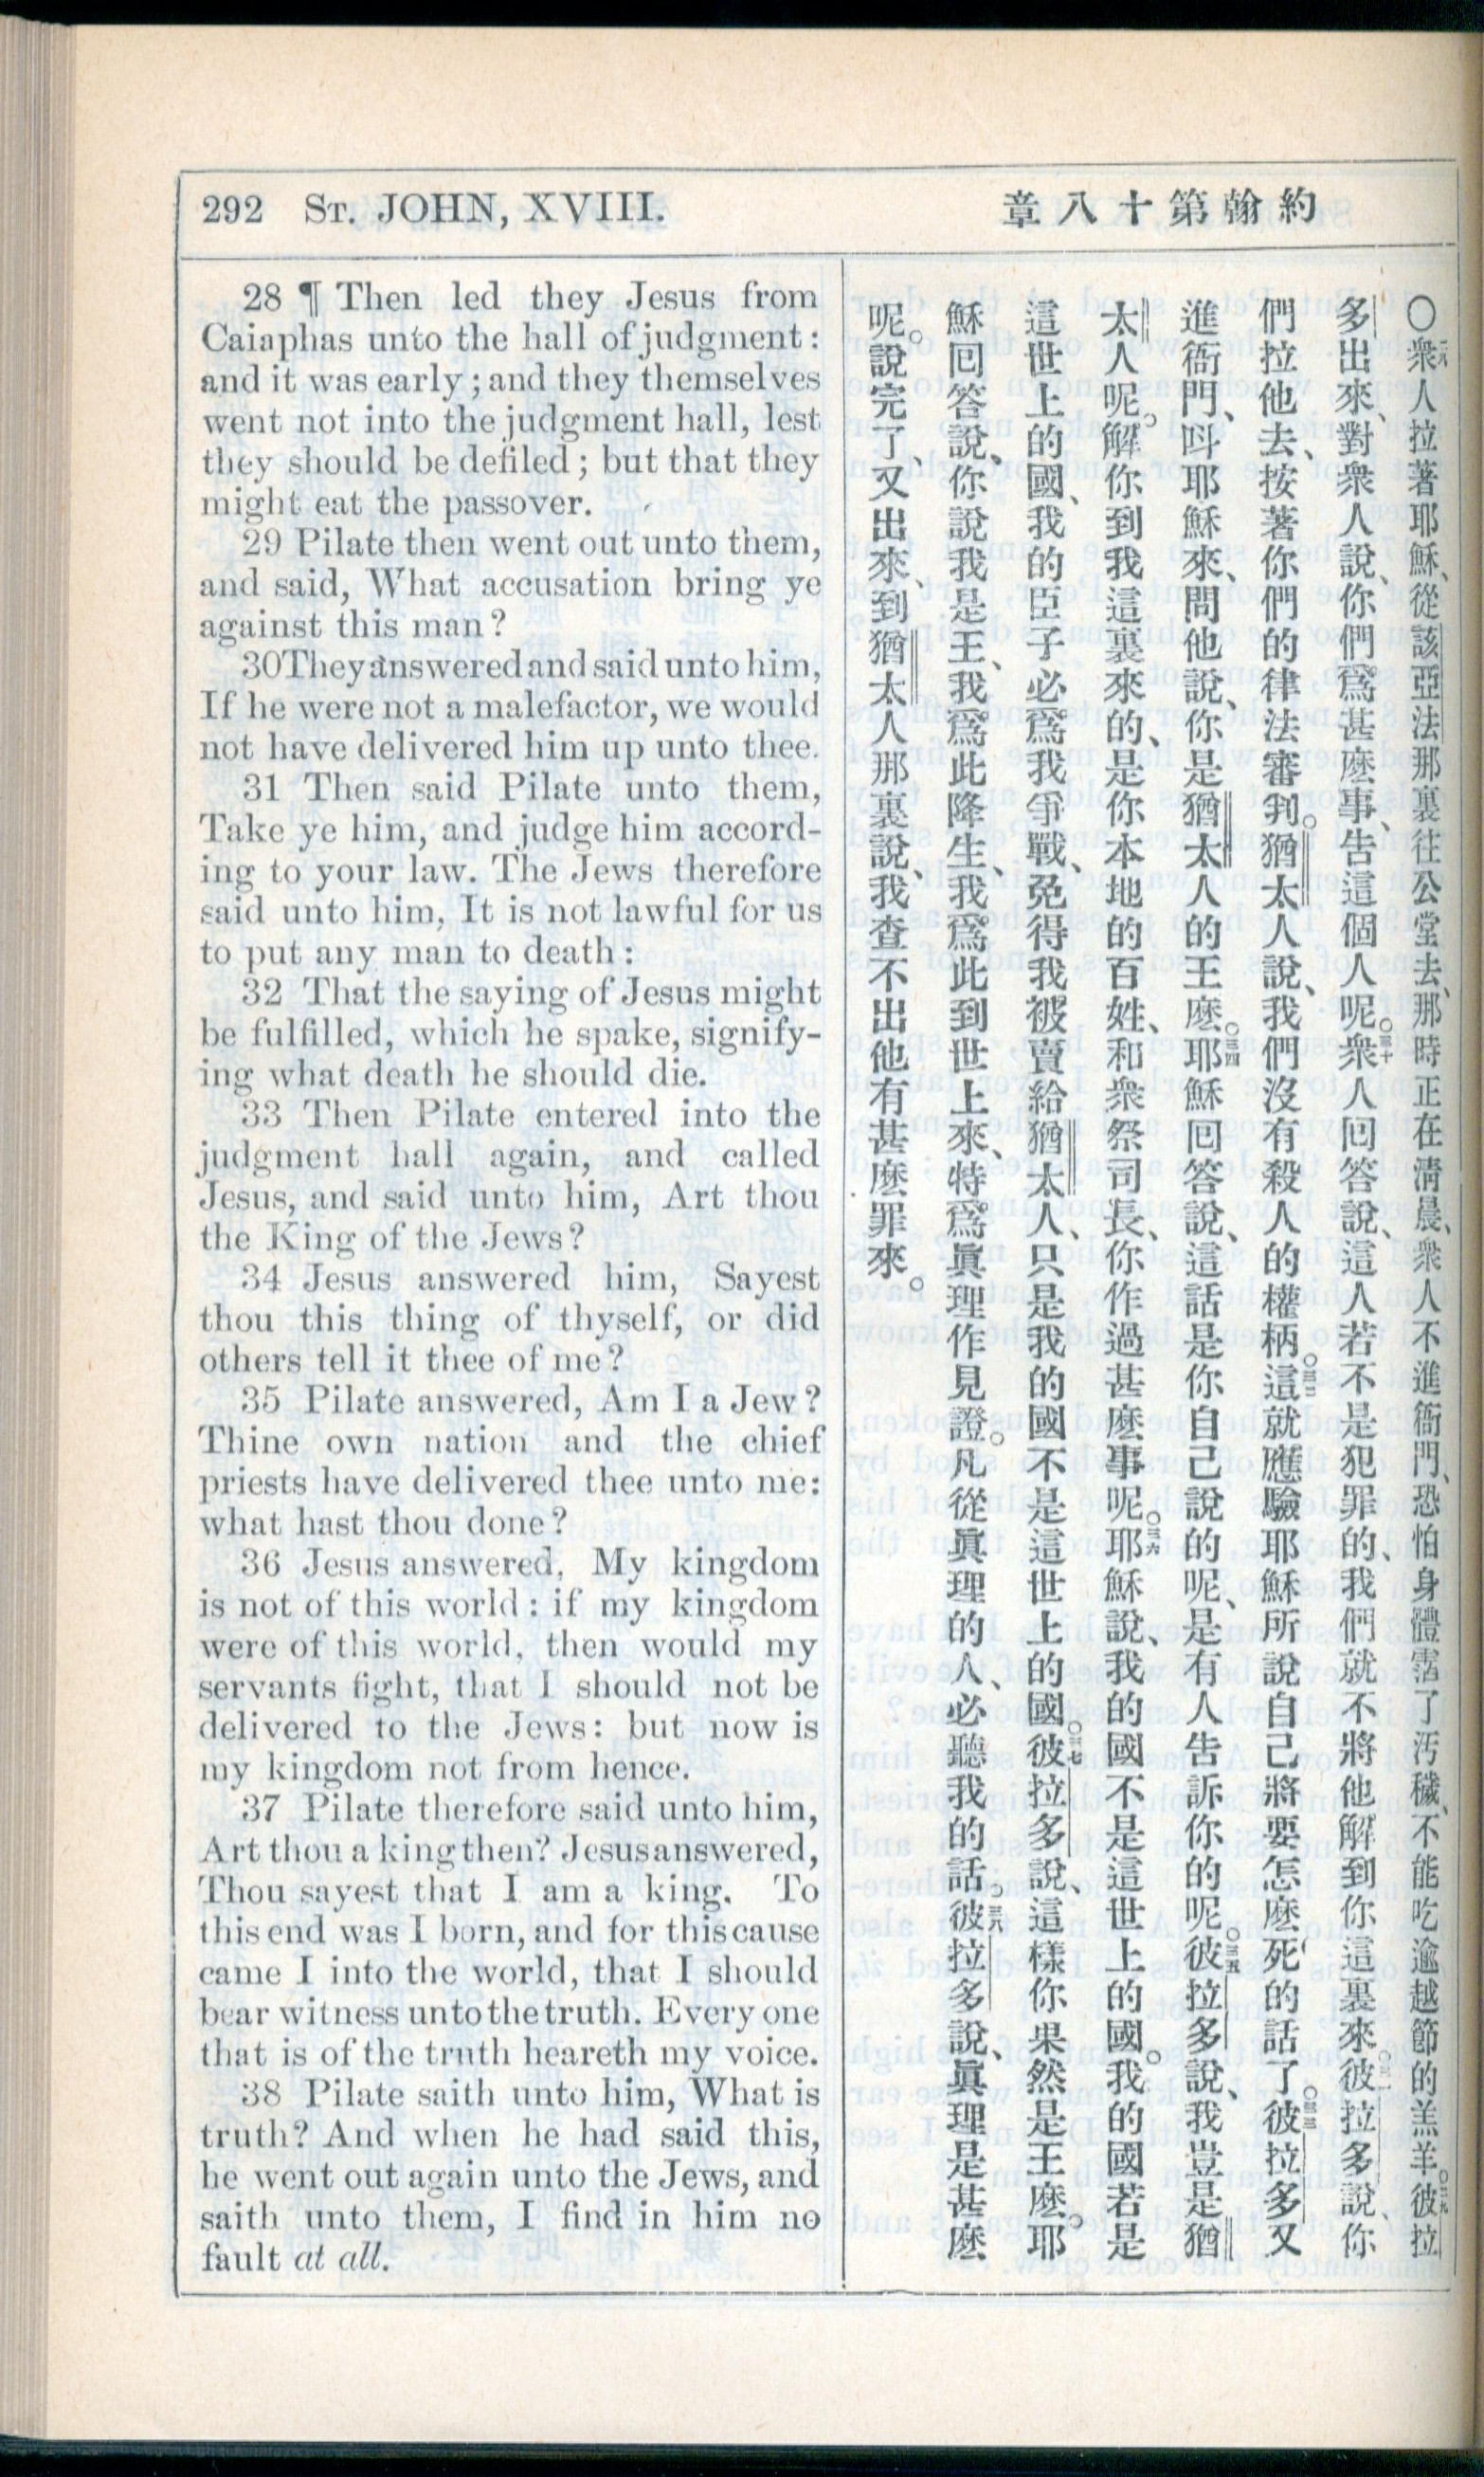 292 St. JOHN, XVIII.
章八十第翰約
28 ¶ Then led they Jesus from
Caiaphas unto the hall of judgment:
and it was early; and they themselves
went not into the judgment hall, lest
they should be defiled; but that they
might eat the passover.
29 Pilate then went out unto them,
and said, What accusation bring ye
against this man?
30 They answered and said unto him,
If he were not a malefactor, we would
not have delivered him up unto thee.
31 Then said Pilate unto them,
Take ye him, and judge him accord-
ing to your law. The Jews therefore
said unto him, It is not lawful for us
to put any man to death:
32 That the saying of Jesus might
be fulfilled, which he spake, signify-
ing what death he should die.
33 Then Pilate entered into the
judgment hall again, and called
Jesus, and said unto him, Art thou
the King of the Jews?
34 Jesus answered him, Sayest
thou this thing of thyself, or did
others tell it thee of me?
35 Pilate answered, Am I a Jew?
Thine own nation and the chief
priests have delivered thee unto me:
what hast thou done?
36 Jesus answered, My kingdom
is not of this world: if my kingdom
were of this world, then would my
servants fight, that I should not be
delivered to the Jews: but now is
my kingdom not from hence.
37 Pilate therefore said unto him,
Art thou a king then? Jesus answered,
Thou sayest that I am a king. To
this end was I born, and for this cause
came I into the world, that I should
bear witness unto the truth. Every one
that is of the truth heareth my voice.
38 Pilate saith unto him, What is
truth? And when he had said this,
he went out again unto the Jews, and
saith unto them, I find in him no
fault at all.
○二八衆人拉著耶穌、從該亞法那裏往公堂去、那時正在淸晨、衆人不進衙門、恐怕身體霑了汚穢、不能吃逾越節的羔羊。○二九彼拉
多出來、對衆人說、你們爲甚麽事、告這個人呢。○三十衆人回答說、這人若不是犯罪的、我們就不將他解到你這裏來。○三一彼拉多說、你
們拉他去、按著你們的律法審判。猶太人說、我們沒有殺人的權柄。○三二這就應驗耶穌所說自己將要怎麽死的話了。○三三彼拉多又
進衙門、呌耶穌來、問他說、你是猶太人的王麽。○三四耶穌回答說、這話是你自己說的呢、是有人告訴你的呢。○三五彼拉多說、我豈是猶
太人呢。解你到我這裏來的、是你本地的百姓、和衆祭司長、你作過甚麽事呢。○三六耶穌說、我的國不是這世上的國。我的國若是
這世上的國、我的臣子必爲我爭戰、免得我被賣給猶太人、只是我的國不是這世上的國。○三七彼拉多說、這樣你果然是王麽。耶
穌回答說、你說我是王、我爲此降生、我爲此到世上來、特爲眞理作見證。凡從眞理的人、必聽我的話。○三八彼拉多說、眞理是甚麽
呢。說完了、又出來、到猶太人那裏說、我查不出他有甚麽罪來。